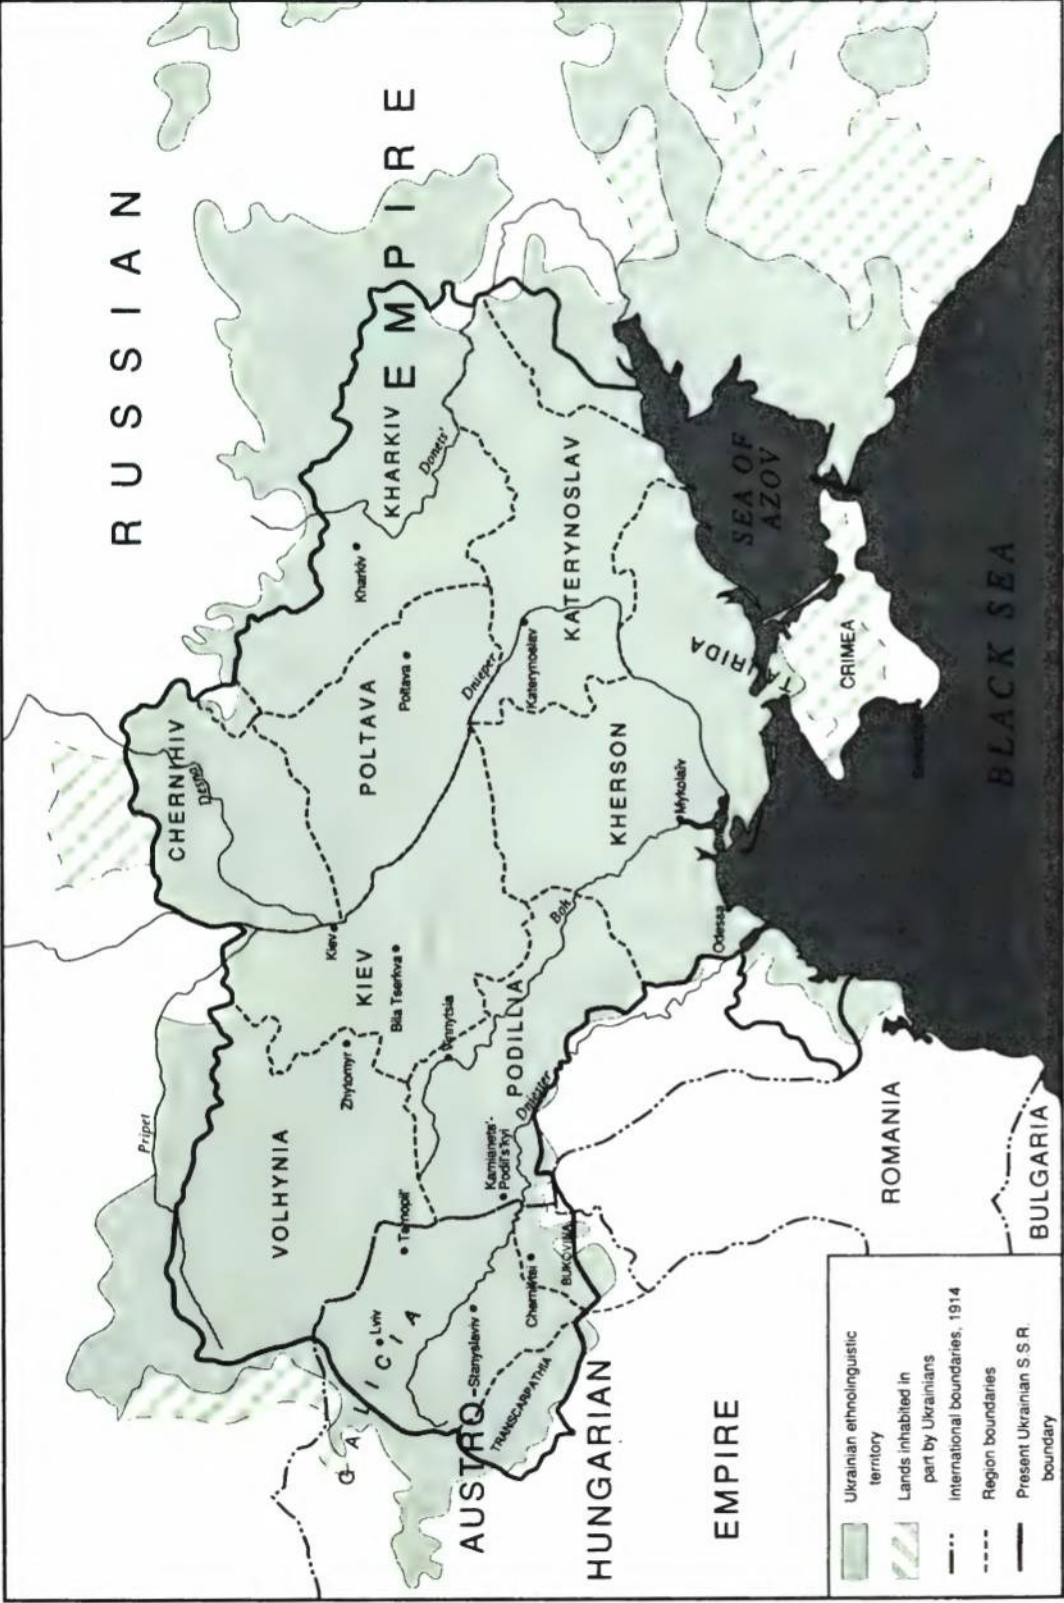 RUSSIAN
EMPIRE
CHERNIHIV
Desna
Pripet
VOLHYNIA
Zhytomyr
Kiev
KIEV
Bila Tserkva
POLTAVA
Poltava
Kharkiv
KHARKIV
Donets'
Dnieper
KATERYNOSLAV
Katerynoslav
Vinnytsia
PODILLIA
Boh
Dniester
Kamianets'-
Podil's'kyi
KHERSON
Mykolaiv
Odessa
TAURIDA
CRIMEA
SEA OF
AZOV
BLACK SEA
GALICIA
Lviv
Ternopil'
Stanyslaviv
Chernivtsi
BUKOVINA
TRANSCARPATHIA
AUSTRO-
HUNGARIAN
EMPIRE
ROMANIA
BULGARIA
Ukrainian ethnolinguistic
territory
Lands inhabited in
part by Ukrainians
International boundaries, 1914
Region boundaries
Present Ukrainian S.S.R.
boundary